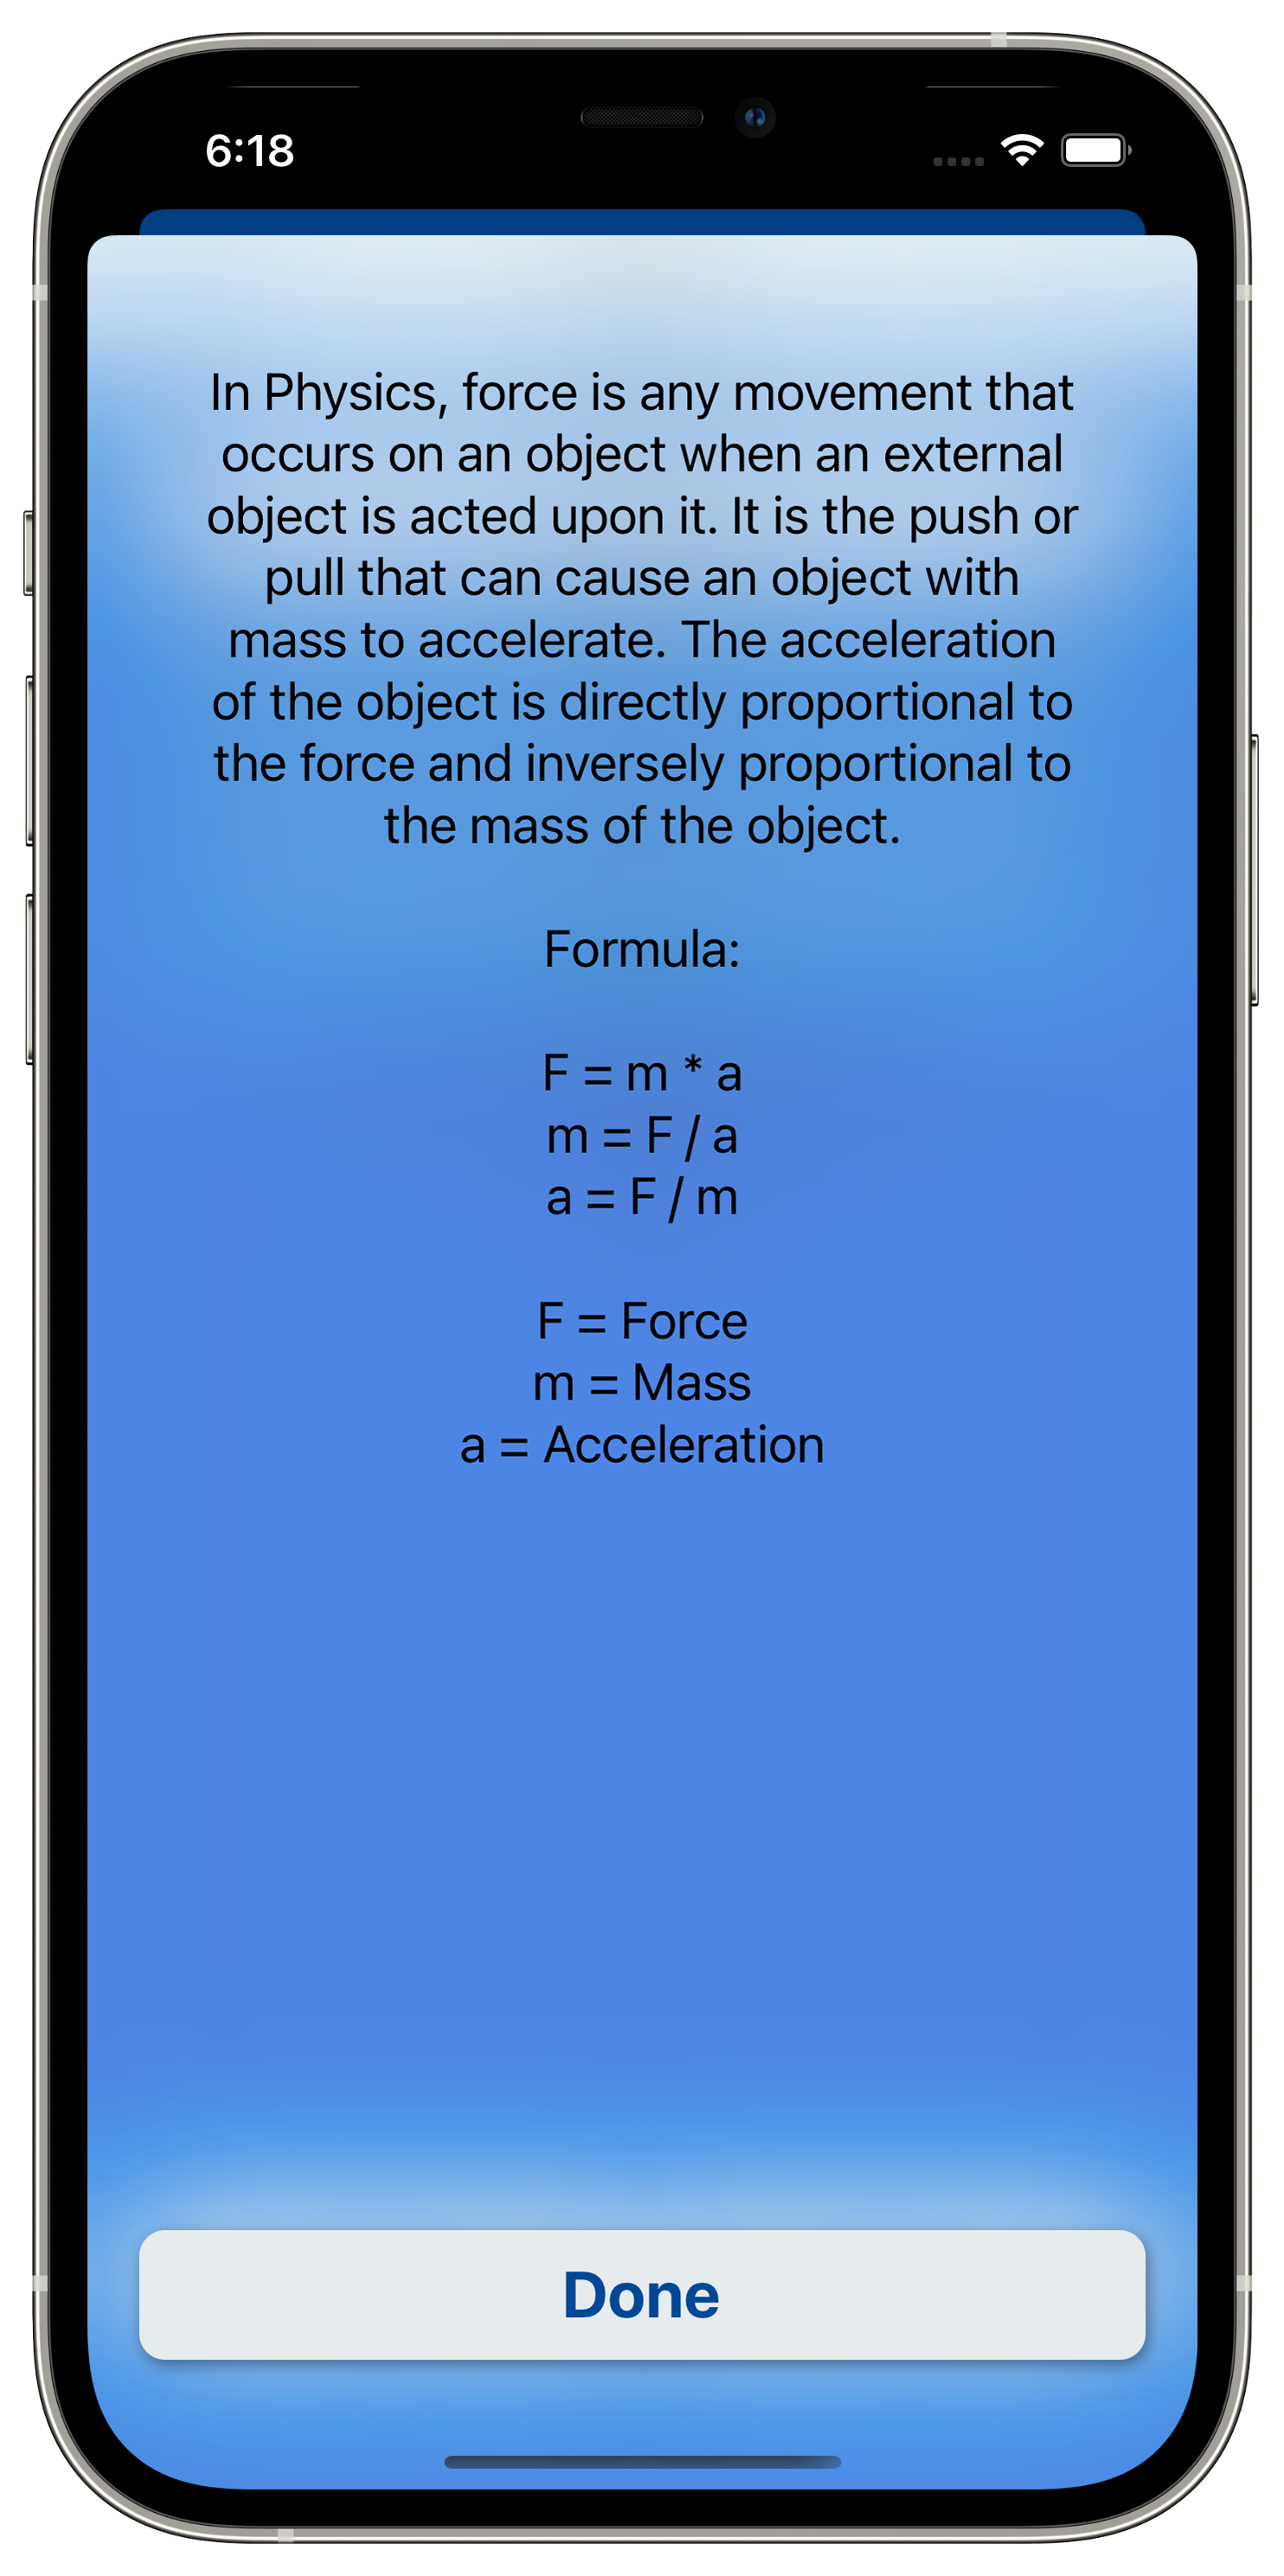 6:18
In Physics, force is any movement that
occurs on an object when an external
object is acted upon it. It is the push or
pull that can cause an object with
mass to accelerate. The acceleration
of the object is directly proportional to
the force and inversely proportional to
the mass of the object.
Formula:
F = m * a
m = F / a
a = F / m
F = Force
m = Mass
a = Acceleration
Done